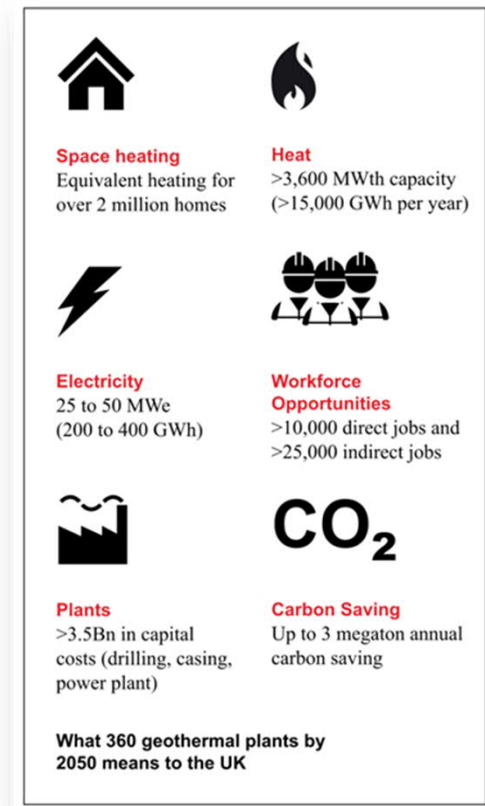 Space heating
Equivalent heating for
over 2 million homes
Heat
>3,600 MWth capacity
(>15,000 GWh per year)
Electricity
25 to 50 MWe
(200 to 400 GWh)
Workforce
Opportunities
>10,000 direct jobs and
>25,000 indirect jobs
Plants
>3.5Bn in capital
costs (drilling, casing,
power plant)
CO₂
Carbon Saving
Up to 3 megaton annual
carbon saving
What 360 geothermal plants by
2050 means to the UK